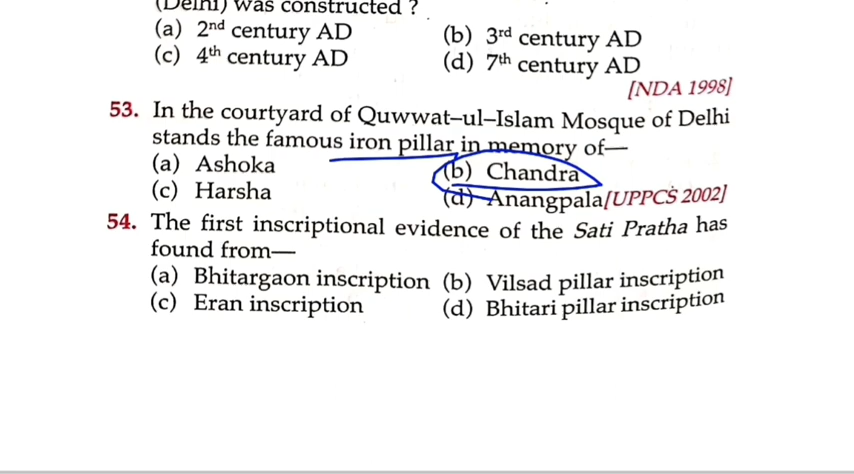 (Delhi) was constructed ?
(a) 2nd century AD (b) 3rd century AD
(c) 4th century AD (d) 7th century AD
[NDA 1998]
53. In the courtyard of Quwwat–ul–Islam Mosque of Delhi
stands the famous iron pillar in memory of—
(a) Ashoka (b) Chandra
(c) Harsha (d) Anangpala [UPPCS 2002]
54. The first inscriptional evidence of the Sati Pratha has
found from—
(a) Bhitargaon inscription (b) Vilsad pillar inscription
(c) Eran inscription (d) Bhitari pillar inscription